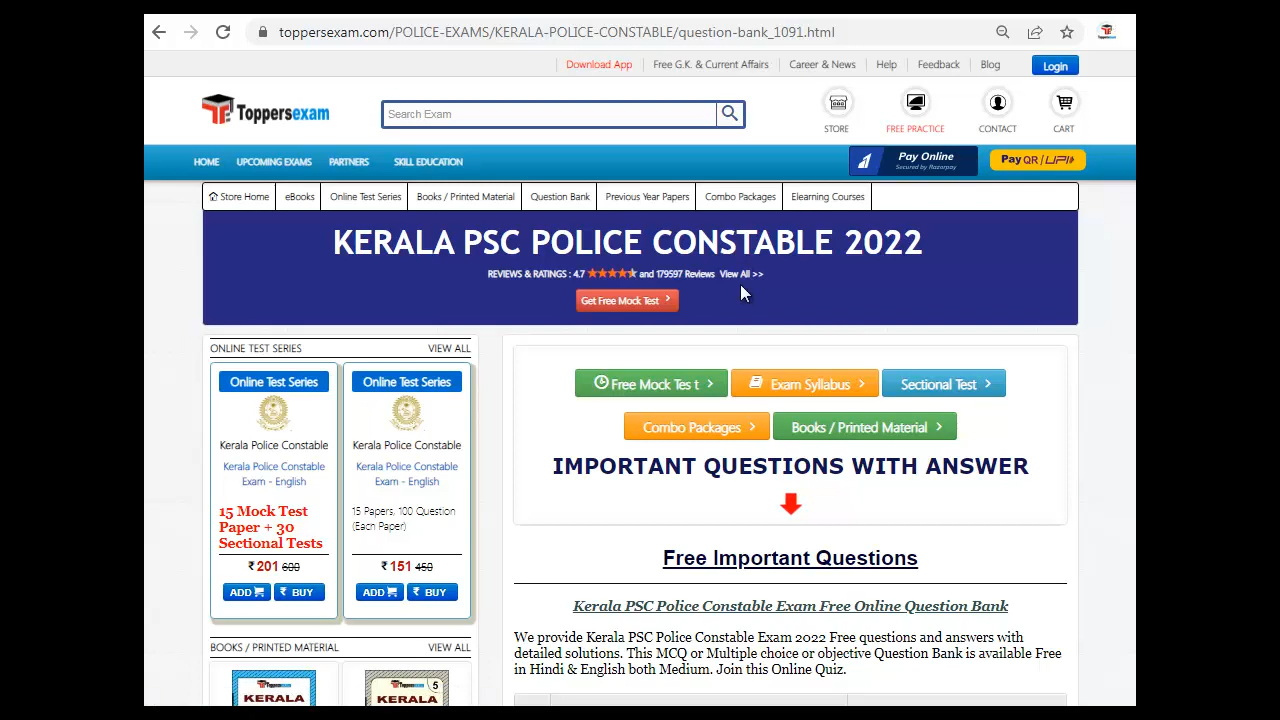 toppersexam.com/POLICE-EXAMS/KERALA-POLICE-CONSTABLE/question-bank_1091.html
Download App Free G.K. & Current Affairs Career & News Help Feedback Blog Login
Toppersexam
Search Exam
STORE FREE PRACTICE CONTACT CART
HOME UPCOMING EXAMS PARTNERS SKILL EDUCATION
Pay Online
Secured by Razorpay
Pay QR / UPI
Store Home eBooks Online Test Series Books / Printed Material Question Bank Previous Year Papers Combo Packages Elearning Courses
KERALA PSC POLICE CONSTABLE 2022
REVIEWS & RATINGS : 4.7 and 179597 Reviews View All >>
Get Free Mock Test
ONLINE TEST SERIES VIEW ALL
Online Test Series
Kerala Police Constable
Kerala Police Constable
Exam - English
15 Mock Test
Paper + 30
Sectional Tests
₹ 201 600
ADD ₹ BUY
Online Test Series
Kerala Police Constable
Kerala Police Constable
Exam - English
15 Papers, 100 Question
(Each Paper)
₹ 151 450
ADD ₹ BUY
BOOKS / PRINTED MATERIAL VIEW ALL
Toppersexam
KERALA
Toppersexam 5
KERALA
Free Mock Tes t Exam Syllabus Sectional Test
Combo Packages Books / Printed Material
IMPORTANT QUESTIONS WITH ANSWER
Free Important Questions
Kerala PSC Police Constable Exam Free Online Question Bank
We provide Kerala PSC Police Constable Exam 2022 Free questions and answers with
detailed solutions. This MCQ or Multiple choice or objective Question Bank is available Free
in Hindi & English both Medium. Join this Online Quiz.